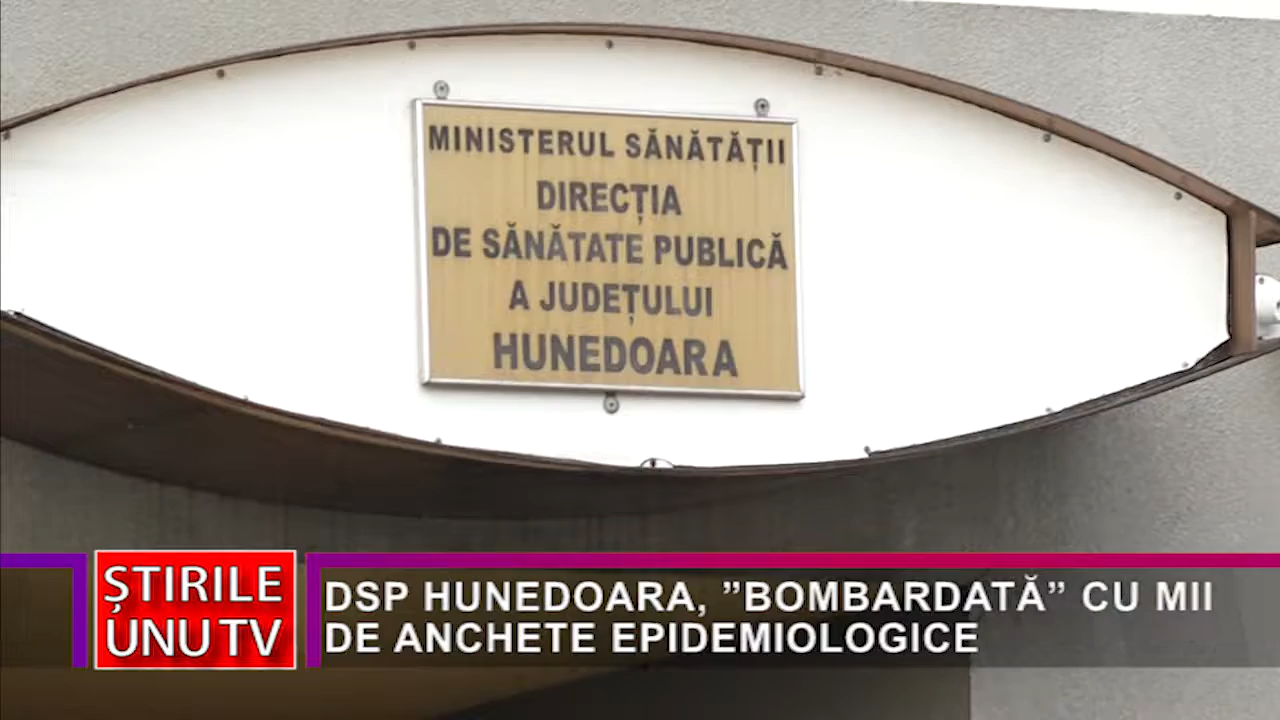 MINISTERUL SĂNĂTĂȚII
DIRECȚIA
DE SĂNĂTATE PUBLICĂ
A JUDEȚULUI
HUNEDOARA
ȘTIRILE
UNU TV
DSP HUNEDOARA, ”BOMBARDATĂ” CU MII
DE ANCHETE EPIDEMIOLOGICE